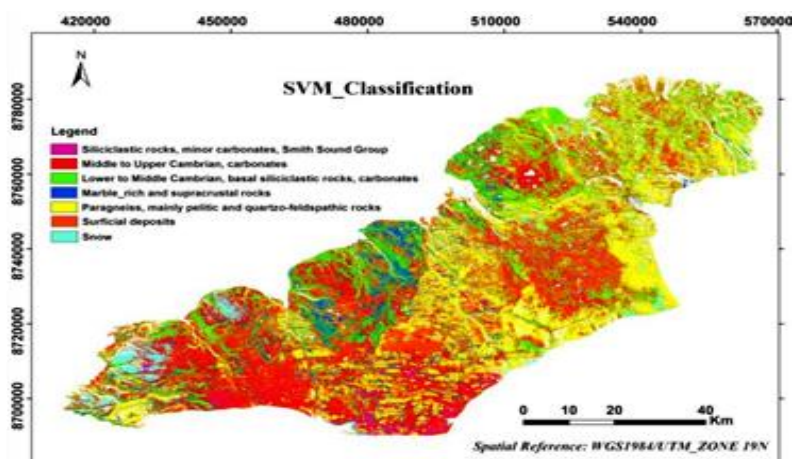 420000 450000 480000 510000 540000 570000
N
SVM_Classification
Legend
Siliciclastic rocks, minor carbonates, Smith Sound Group
Middle to Upper Cambrian, carbonates
Lower to Middle Cambrian, basal siliciclastic rocks, carbonates
Marble_rich and supracrustal rocks
Paragneiss, mainly pelitic and quartzo-feldspathic rocks
Surficial deposits
Snow
8780000
8760000
8740000
8720000
8700000
0 10 20 40
Km
Spatial Reference: WGS1984/UTM_ZONE 19N